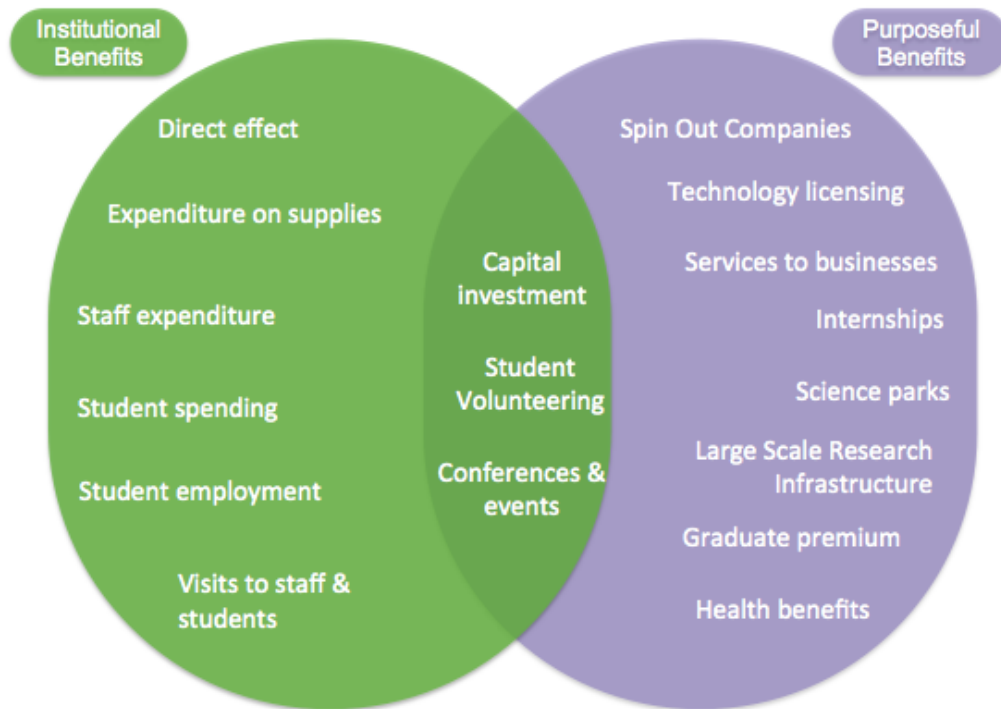 Institutional
Benefits
Purposeful
Benefits
Direct effect
Expenditure on supplies
Staff expenditure
Student spending
Student employment
Visits to staff &
students
Capital
investment
Student
Volunteering
Conferences &
events
Spin Out Companies
Technology licensing
Services to businesses
Internships
Science parks
Large Scale Research
Infrastructure
Graduate premium
Health benefits